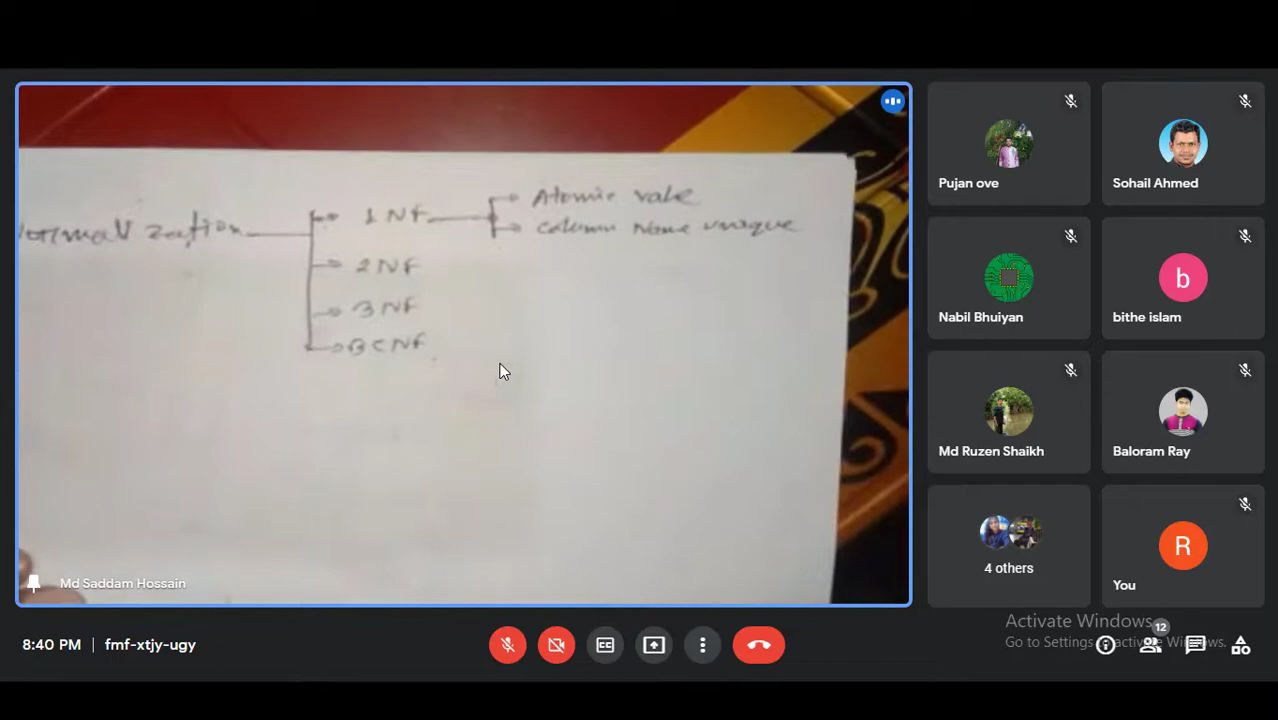 Normalization
1NF
Atomic value
Column Name unique
2NF
3NF
BCNF
Md Saddam Hossain
Pujan ove
Sohail Ahmed
Nabil Bhuiyan
b
bithe islam
Md Ruzen Shaikh
Baloram Ray
4 others
R
You
8:40 PM
fmf-xtjy-ugy
CC
12
Activate Windows
Go to Settings to activate Windows.